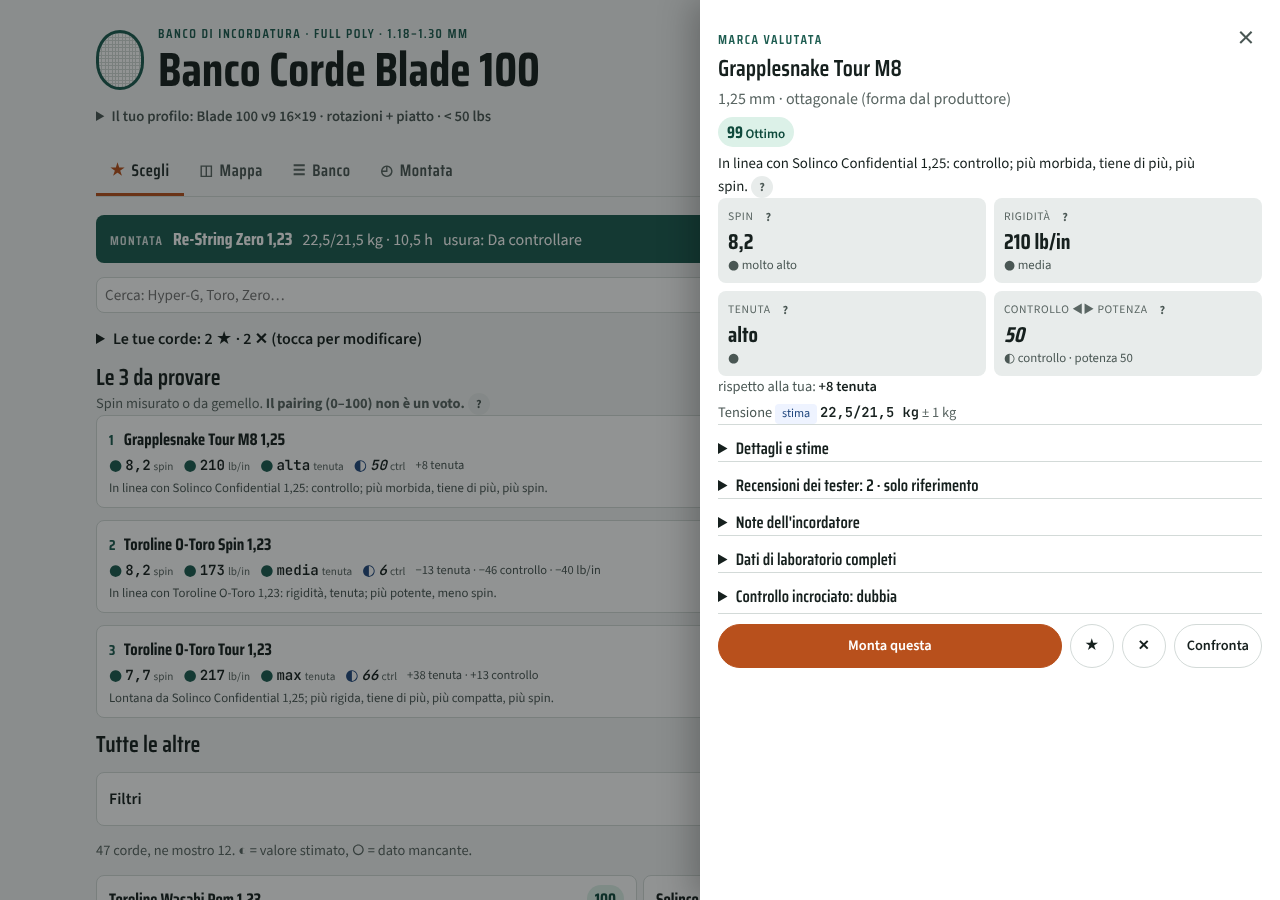 BANCO DI INCORDATURA · FULL POLY · 1.18–1.30 MM
Banco Corde Blade 100
▶ Il tuo profilo: Blade 100 v9 16×19 · rotazioni + piatto · < 50 lbs
★ Scegli
◫ Mappa
☰ Banco
◴ Montata
MONTATA Re-String Zero 1,23 22,5/21,5 kg · 10,5 h usura: Da controllare
Cerca: Hyper-G, Toro, Zero…
▶ Le tue corde: 2 ★ · 2 ✕ (tocca per modificare)
Le 3 da provare
Spin misurato o da gemello. Il pairing (0–100) non è un voto. ?
1 Grapplesnake Tour M8 1,25
● 8,2 spin ● 210 lb/in ● alta tenuta ◐ 50 ctrl +8 tenuta
In linea con Solinco Confidential 1,25: controllo; più morbida, tiene di più, più spin.
2 Toroline O-Toro Spin 1,23
● 8,2 spin ● 173 lb/in ● media tenuta ◐ 6 ctrl −13 tenuta · −46 controllo · −40 lb/in
In linea con Toroline O-Toro 1,23: rigidità, tenuta; più potente, meno spin.
3 Toroline O-Toro Tour 1,23
● 7,7 spin ● 217 lb/in ● max tenuta ◐ 66 ctrl +38 tenuta · +13 controllo
Lontana da Solinco Confidential 1,25; più rigida, tiene di più, più compatta, più spin.
Tutte le altre
Filtri
47 corde, ne mostro 12. ◐ = valore stimato, ○ = dato mancante.
Toroline Wasabi Pom 1,23
100
MARCA VALUTATA
✕
Grapplesnake Tour M8
1,25 mm · ottagonale (forma dal produttore)
99 Ottimo
In linea con Solinco Confidential 1,25: controllo; più morbida, tiene di più, più
spin. ?
SPIN ?
8,2
● molto alto
RIGIDITÀ ?
210 lb/in
● media
TENUTA ?
alto
●
CONTROLLO ◀▶ POTENZA ?
50
◐ controllo · potenza 50
rispetto alla tua: +8 tenuta
Tensione stima 22,5/21,5 kg ± 1 kg
▶ Dettagli e stime
▶ Recensioni dei tester: 2 · solo riferimento
▶ Note dell'incordatore
▶ Dati di laboratorio completi
▶ Controllo incrociato: dubbia
Monta questa
★
✕
Confronta